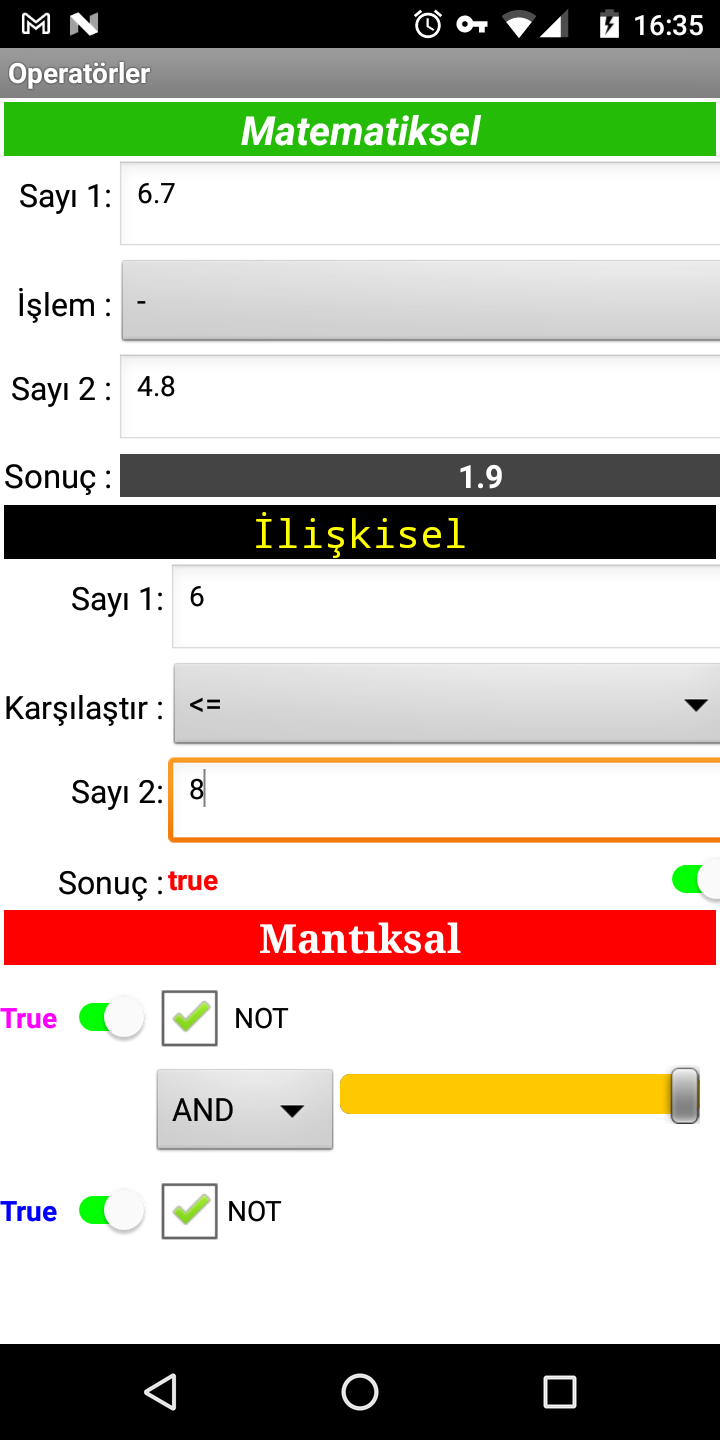 16:35
Operatörler
Matematiksel
Sayı 1: 6.7
İşlem : -
Sayı 2 : 4.8
Sonuç : 1.9
İlişkisel
Sayı 1: 6
Karşılaştır : <=
Sayı 2: 8
Sonuç : true
Mantıksal
True NOT
AND
True NOT